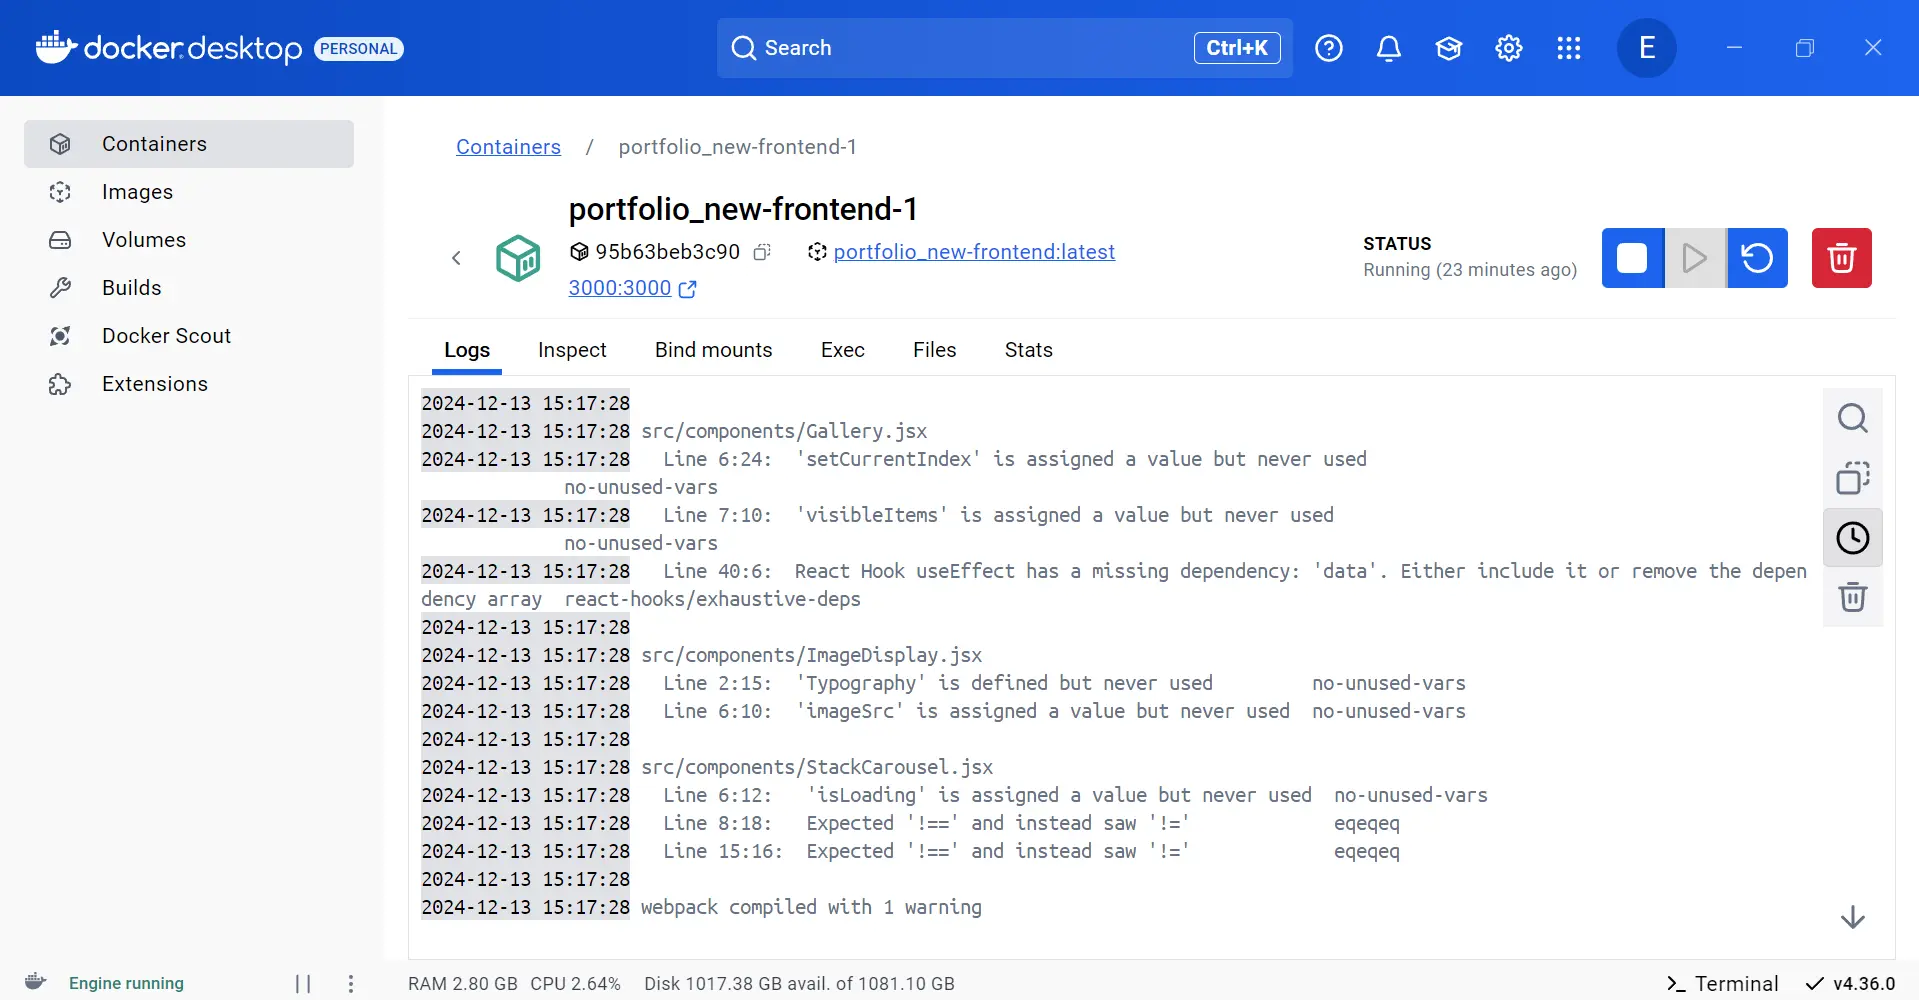 docker desktop PERSONAL
Search
Ctrl+K
E
Containers
Images
Volumes
Builds
Docker Scout
Extensions
Containers / portfolio_new-frontend-1
portfolio_new-frontend-1
95b63beb3c90 portfolio_new-frontend:latest
3000:3000
STATUS
Running (23 minutes ago)
Logs Inspect Bind mounts Exec Files Stats
2024-12-13 15:17:28
2024-12-13 15:17:28 src/components/Gallery.jsx
2024-12-13 15:17:28 Line 6:24: 'setCurrentIndex' is assigned a value but never used
no-unused-vars
2024-12-13 15:17:28 Line 7:10: 'visibleItems' is assigned a value but never used
no-unused-vars
2024-12-13 15:17:28 Line 40:6: React Hook useEffect has a missing dependency: 'data'. Either include it or remove the depen
dency array react-hooks/exhaustive-deps
2024-12-13 15:17:28
2024-12-13 15:17:28 src/components/ImageDisplay.jsx
2024-12-13 15:17:28 Line 2:15: 'Typography' is defined but never used no-unused-vars
2024-12-13 15:17:28 Line 6:10: 'imageSrc' is assigned a value but never used no-unused-vars
2024-12-13 15:17:28
2024-12-13 15:17:28 src/components/StackCarousel.jsx
2024-12-13 15:17:28 Line 6:12: 'isLoading' is assigned a value but never used no-unused-vars
2024-12-13 15:17:28 Line 8:18: Expected '!==' and instead saw '!=' eqeqeq
2024-12-13 15:17:28 Line 15:16: Expected '!==' and instead saw '!=' eqeqeq
2024-12-13 15:17:28
2024-12-13 15:17:28 webpack compiled with 1 warning
Engine running
RAM 2.80 GB CPU 2.64% Disk 1017.38 GB avail. of 1081.10 GB
Terminal
v4.36.0